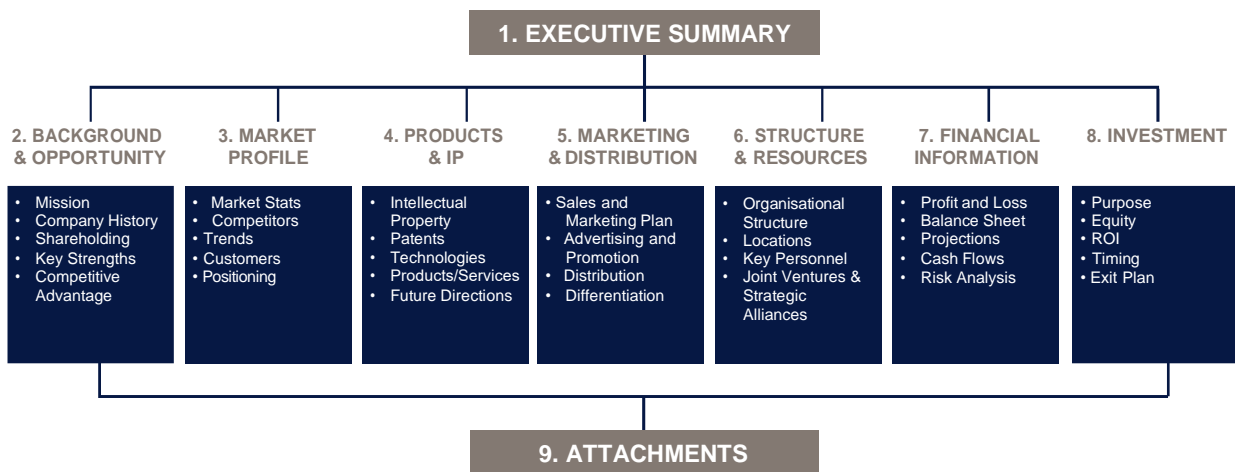 1. EXECUTIVE SUMMARY
2. BACKGROUND
& OPPORTUNITY
3. MARKET
PROFILE
4. PRODUCTS
& IP
5. MARKETING
& DISTRIBUTION
6. STRUCTURE
& RESOURCES
7. FINANCIAL
INFORMATION
8. INVESTMENT
• Mission
• Company History
• Shareholding
• Key Strengths
• Competitive
Advantage
• Market Stats
• Competitors
• Trends
• Customers
• Positioning
• Intellectual
Property
• Patents
• Technologies
• Products/Services
• Future Directions
• Sales and
Marketing Plan
• Advertising and
Promotion
• Distribution
• Differentiation
• Organisational
Structure
• Locations
• Key Personnel
• Joint Ventures &
Strategic
Alliances
• Profit and Loss
• Balance Sheet
• Projections
• Cash Flows
• Risk Analysis
• Purpose
• Equity
• ROI
• Timing
• Exit Plan
9. ATTACHMENTS